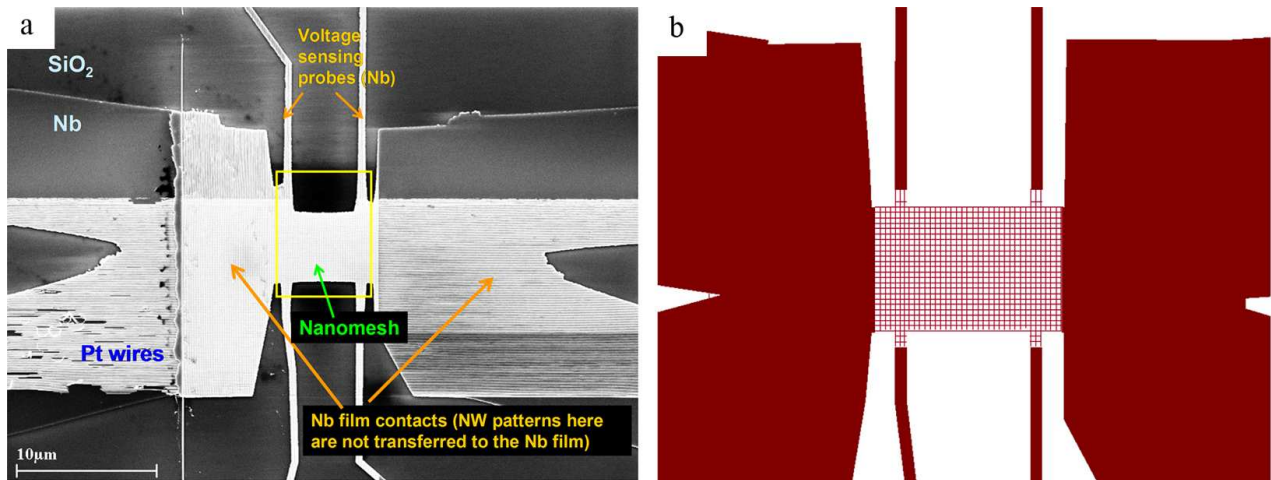 a
SiO₂
Nb
Voltage
sensing
probes (Nb)
Nanomesh
Pt wires
Nb film contacts (NW patterns here
are not transferred to the Nb film)
10µm
b